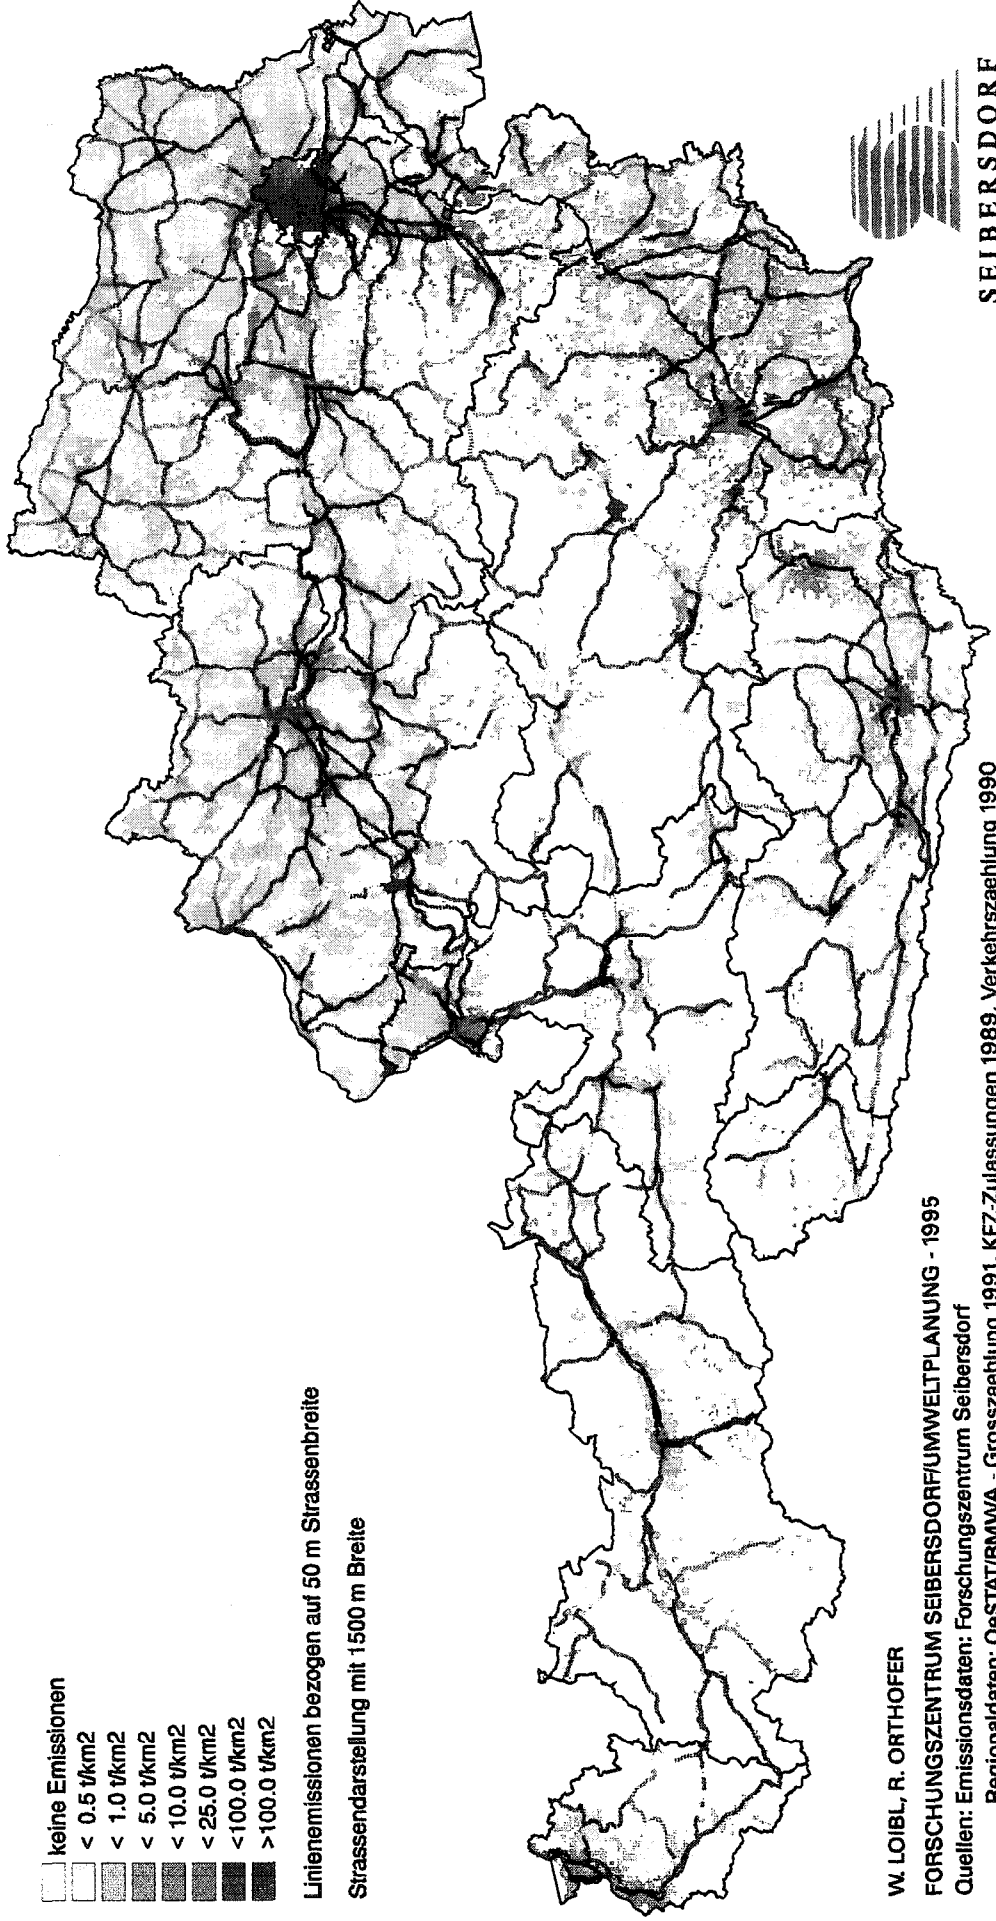 keine Emissionen
< 0.5 t/km2
< 1.0 t/km2
< 5.0 t/km2
< 10.0 t/km2
< 25.0 t/km2
<100.0 t/km2
>100.0 t/km2
Linienemissionen bezogen auf 50 m Strassenbreite
Strassendarstellung mit 1500 m Breite
W. LOIBL, R. ORTHOFER
FORSCHUNGSZENTRUM SEIBERSDORF/UMWELTPLANUNG - 1995
Quellen: Emissionsdaten: Forschungszentrum Seibersdorf
Regionaldaten: OeSTAT/BMWA - Grosszaehlung 1991, KFZ-Zulassungen 1989, Verkehrszaehlung 1990
SEIBERSDORF